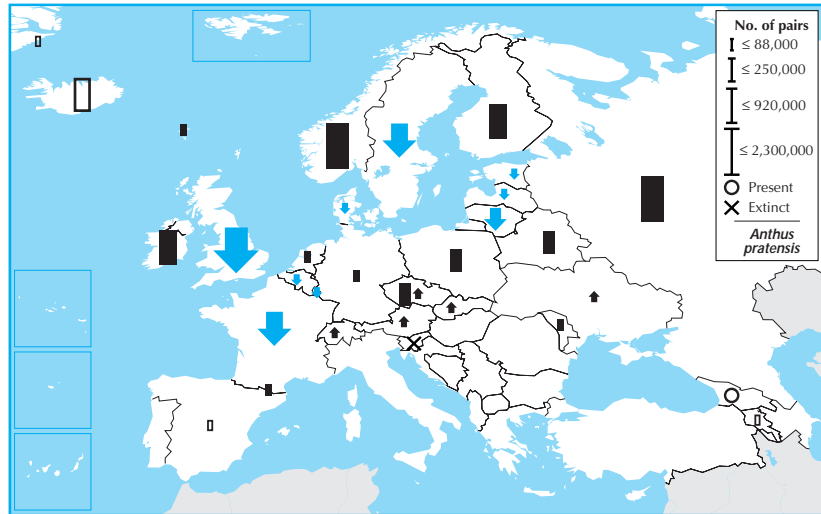 No. of pairs
≤ 88,000
≤ 250,000
≤ 920,000
≤ 2,300,000
Present
Extinct
Anthus
pratensis